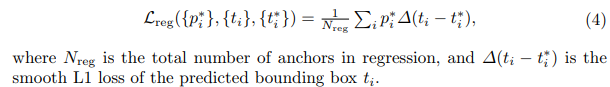 ℒ_reg({p_i^*}, {t_i}, {t_i^*}) = 1/N_reg ∑_i p_i^* Δ(t_i − t_i^*), (4)
where N_reg is the total number of anchors in regression, and Δ(t_i − t_i^*) is the
smooth L1 loss of the predicted bounding box t_i.